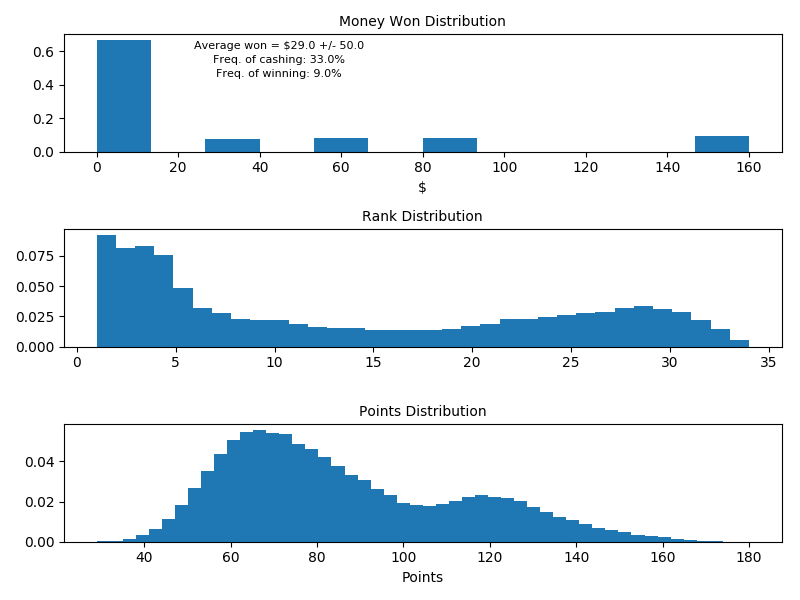 Money Won Distribution
Average won = $29.0 +/- 50.0
Freq. of cashing: 33.0%
Freq. of winning: 9.0%
0.6
0.4
0.2
0.0
0 20 40 60 80 100 120 140 160
$
Rank Distribution
0.075
0.050
0.025
0.000
0 5 10 15 20 25 30 35
Points Distribution
0.04
0.02
0.00
40 60 80 100 120 140 160 180
Points